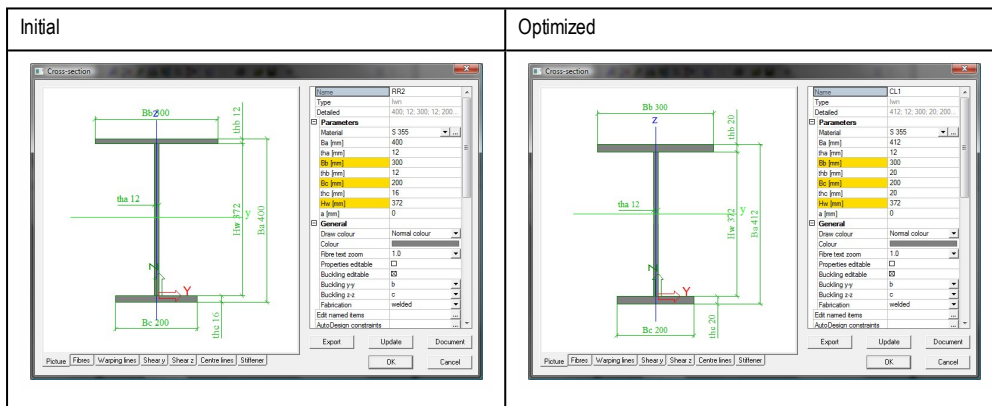 Initial
Optimized
Cross-section
Bb 300
Z
thb 12
tha 12
Hw 372
y
Ba 400
Z
Y
Bc 200
thc 16
Name RR2
Type Iwn
Detailed 400; 12; 300; 12; 200...
Parameters
Material S 355 ...
Ba [mm] 400
tha [mm] 12
Bb [mm] 300
thb [mm] 12
Bc [mm] 200
thc [mm] 16
Hw [mm] 372
a [mm] 0
General
Draw colour Normal colour
Colour
Fibre text zoom 1.0
Properties editable
Buckling editable
Buckling y-y b
Buckling z-z c
Fabrication welded
Edit named items ...
AutoDesign constraints ...
Export Update Document
Picture Fibres Warping lines Shear y Shear z Centre lines Stiffener
OK Cancel
Cross-section
Bb 300
Z
thb 20
tha 12
Hw 372
y
Ba 412
Z
Y
Bc 200
thc 20
Name CL1
Type Iwn
Detailed 412; 12; 300; 20; 200...
Parameters
Material S 355 ...
Ba [mm] 412
tha [mm] 12
Bb [mm] 300
thb [mm] 20
Bc [mm] 200
thc [mm] 20
Hw [mm] 372
a [mm] 0
General
Draw colour Normal colour
Colour
Fibre text zoom 1.0
Properties editable
Buckling editable
Buckling y-y b
Buckling z-z c
Fabrication welded
Edit named items ...
AutoDesign constraints ...
Export Update Document
Picture Fibres Warping lines Shear y Shear z Centre lines Stiffener
OK Cancel